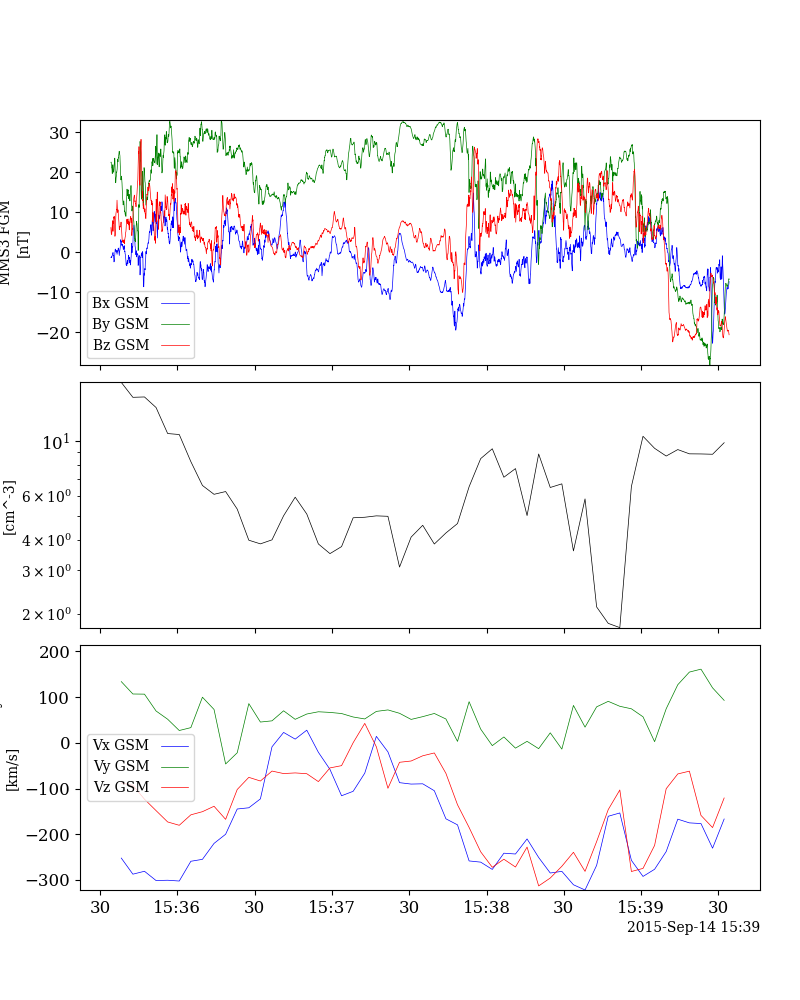 30
20
10
0
−10
−20
MMS3 FGM
[nT]
Bx GSM
By GSM
Bz GSM
10^1
6 × 10^0
4 × 10^0
3 × 10^0
2 × 10^0
[cm^-3]
200
100
0
−100
−200
−300
[km/s]
Vx GSM
Vy GSM
Vz GSM
30 15:36 30 15:37 30 15:38 30 15:39 30
2015-Sep-14 15:39